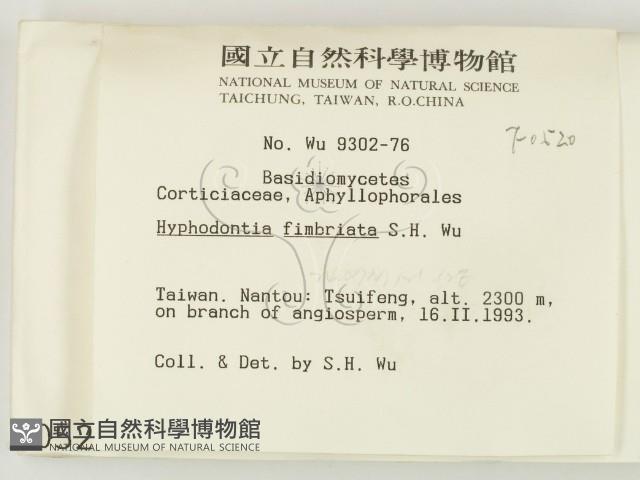 國立自然科學博物館
NATIONAL MUSEUM OF NATURAL SCIENCE
TAICHUNG, TAIWAN, R.O.CHINA
No. Wu 9302-76
7-0520
Basidiomycetes
Corticiaceae, Aphyllophorales
Hyphodontia fimbriata S.H. Wu
Taiwan. Nantou: Tsuifeng, alt. 2300 m,
on branch of angiosperm, 16.II.1993.
Coll. & Det. by S.H. Wu
國立自然科學博物館
NATIONAL MUSEUM OF NATURAL SCIENCE